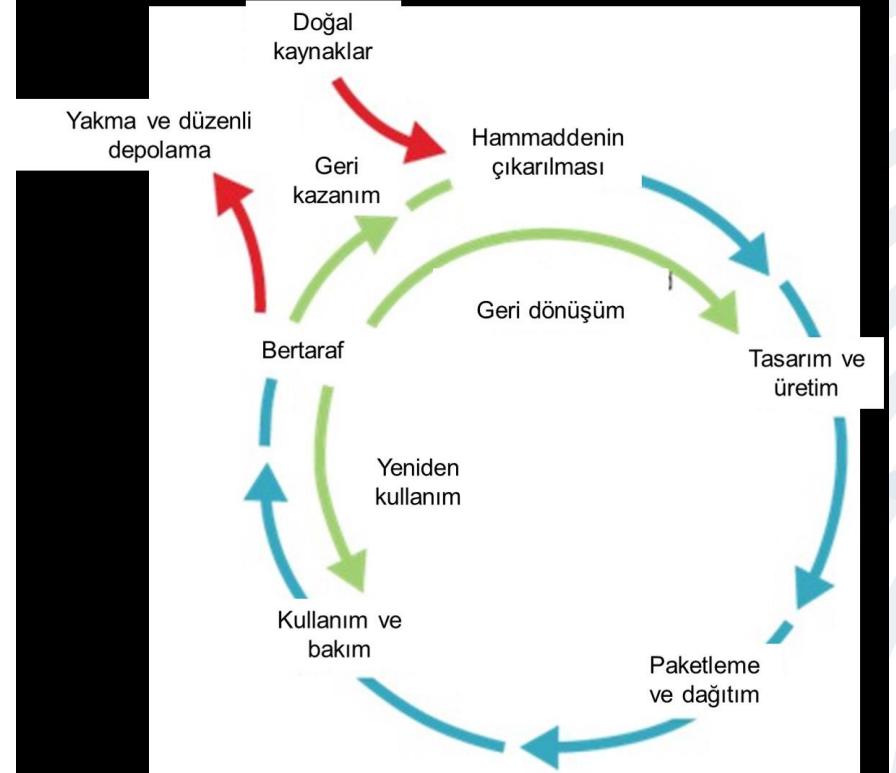 Doğal
kaynaklar
Yakma ve düzenli
depolama
Hammaddenin
çıkarılması
Geri
kazanım
Geri dönüşüm
Bertaraf
Tasarım ve
üretim
Yeniden
kullanım
Kullanım ve
bakım
Paketleme
ve dağıtım